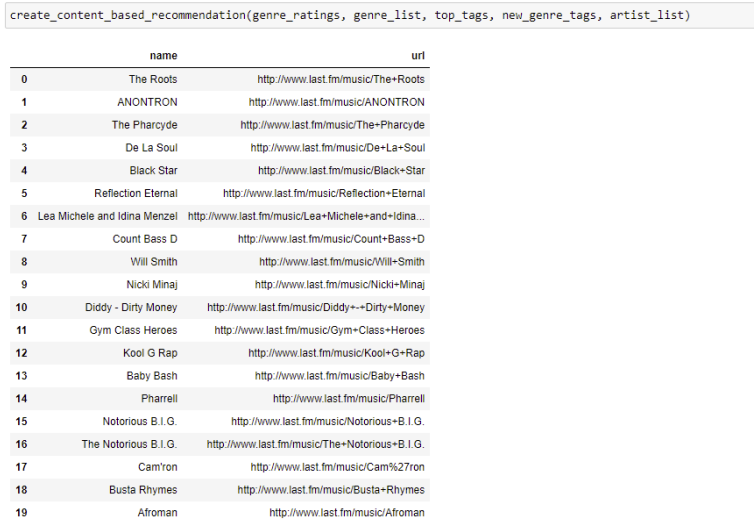 create_content_based_recommendation(genre_ratings, genre_list, top_tags, new_genre_tags, artist_list)
name url
0 The Roots http://www.last.fm/music/The+Roots
1 ANONTRON http://www.last.fm/music/ANONTRON
2 The Pharcyde http://www.last.fm/music/The+Pharcyde
3 De La Soul http://www.last.fm/music/De+La+Soul
4 Black Star http://www.last.fm/music/Black+Star
5 Reflection Eternal http://www.last.fm/music/Reflection+Eternal
6 Lea Michele and Idina Menzel http://www.last.fm/music/Lea+Michele+and+Idina...
7 Count Bass D http://www.last.fm/music/Count+Bass+D
8 Will Smith http://www.last.fm/music/Will+Smith
9 Nicki Minaj http://www.last.fm/music/Nicki+Minaj
10 Diddy - Dirty Money http://www.last.fm/music/Diddy+-+Dirty+Money
11 Gym Class Heroes http://www.last.fm/music/Gym+Class+Heroes
12 Kool G Rap http://www.last.fm/music/Kool+G+Rap
13 Baby Bash http://www.last.fm/music/Baby+Bash
14 Pharrell http://www.last.fm/music/Pharrell
15 Notorious B.I.G. http://www.last.fm/music/Notorious+B.I.G.
16 The Notorious B.I.G. http://www.last.fm/music/The+Notorious+B.I.G.
17 Cam'ron http://www.last.fm/music/Cam%27ron
18 Busta Rhymes http://www.last.fm/music/Busta+Rhymes
19 Afroman http://www.last.fm/music/Afroman